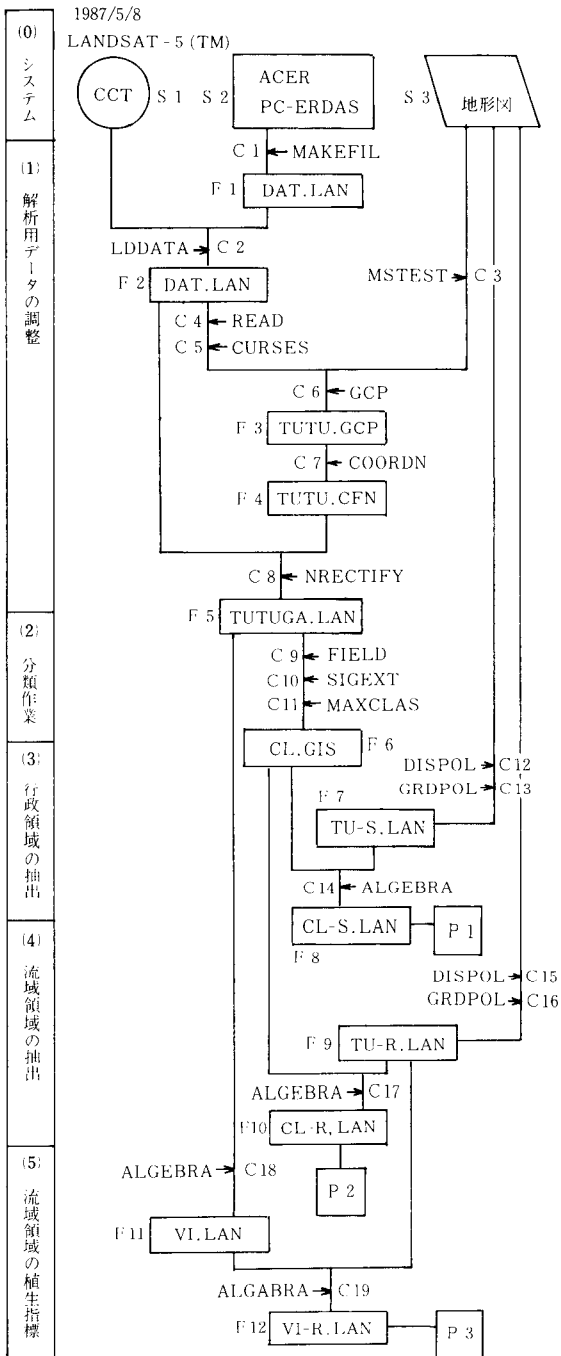 1987/5/8
LANDSAT-5 (TM)
(0)
システム
CCT
S 1
S 2
ACER
PC-ERDAS
S 3
地形図
C 1
MAKEFIL
(1)
解析用データの調整
F 1
DAT.LAN
LDDATA
C 2
F 2
DAT.LAN
MSTEST
C 3
C 4
READ
C 5
CURSES
C 6
GCP
F 3
TUTU.GCP
C 7
COORDN
F 4
TUTU.CFN
C 8
NRECTIFY
F 5
TUTUGA.LAN
(2)
分類作業
C 9
FIELD
C10
SIGEXT
C11
MAXCLAS
CL.GIS
F 6
(3)
行政領域の抽出
DISPOL
C12
GRDPOL
C13
F 7
TU-S.LAN
C14
ALGEBRA
CL-S.LAN
P 1
F 8
(4)
流域領域の抽出
DISPOL
C15
GRDPOL
C16
F 9
TU-R.LAN
ALGEBRA
C17
F10
CL-R,LAN
(5)
流域領域の植生指標
ALGEBRA
C18
P 2
F11
VI.LAN
ALGABRA
C19
F12
VI-R.LAN
P 3